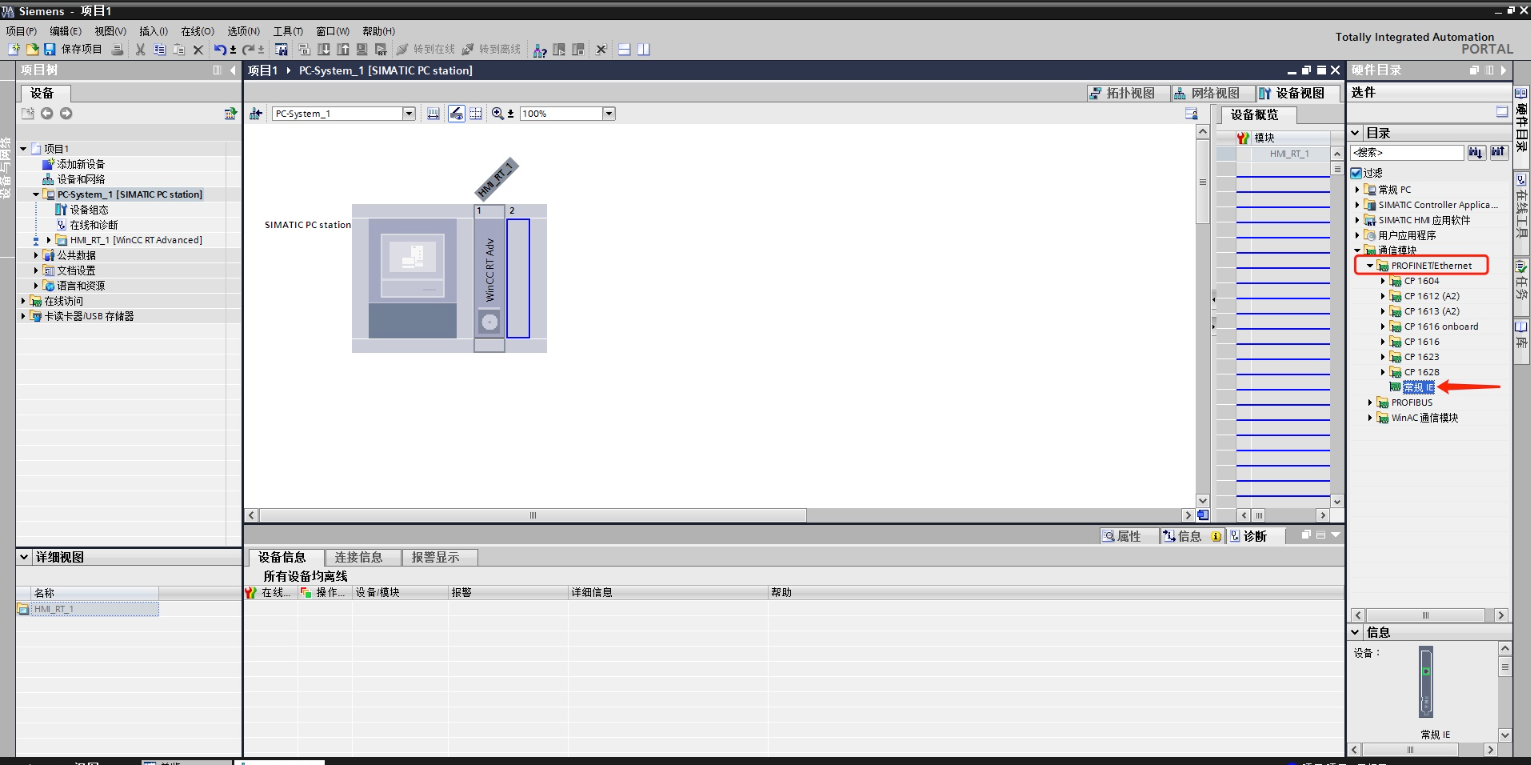 Siemens - 项目1
项目(P) 编辑(E) 视图(V) 插入(I) 在线(O) 选项(N) 工具(T) 窗口(W) 帮助(H)
保存项目 转到在线 转到离线
Totally Integrated Automation
PORTAL
项目树
项目1 PC-System_1 [SIMATIC PC station]
硬件目录
设备
拓扑视图 网络视图 设备视图
选件
PC-System_1 100%
设备概览
目录
模块
<搜索>
HMI_RT_1
过滤
项目1
添加新设备
设备和网络
PC-System_1 [SIMATIC PC station]
设备组态
在线和诊断
HMI_RT_1 [WinCC RT Advanced]
公共数据
文档设置
语言和资源
在线访问
卡读卡器/USB 存储器
HMI_RT_1
1 2
SIMATIC PC station
WinCC RT Adv
常规 PC
SIMATIC Controller Applica...
SIMATIC HMI 应用软件
用户应用程序
通信模块
PROFINET/Ethernet
CP 1604
CP 1612 (A2)
CP 1613 (A2)
CP 1616 onboard
CP 1616
CP 1623
CP 1628
常规 IE
PROFIBUS
WinAC 通信模块
设备与网络
硬件目录
在线工具
任务
库
属性 信息 诊断
详细视图
设备信息 连接信息 报警显示
所有设备均离线
名称
HMI_RT_1
在线... 操作... 设备/模块 报警 详细信息 帮助
信息
设备：
常规 IE